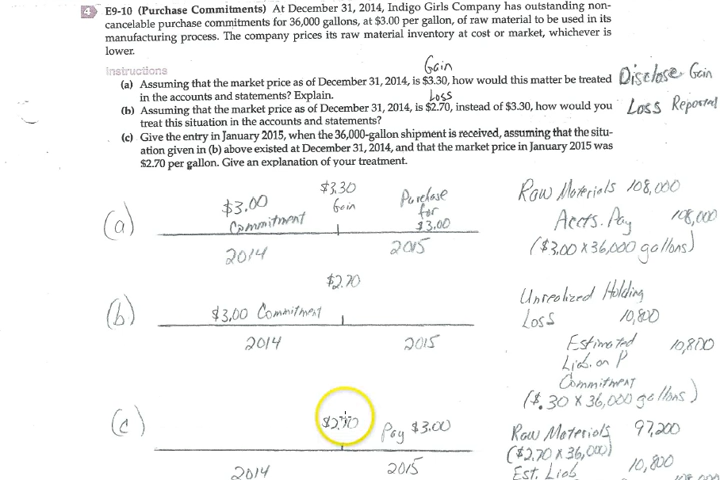 4 E9-10 (Purchase Commitments) At December 31, 2014, Indigo Girls Company has outstanding non-
cancelable purchase commitments for 36,000 gallons, at $3.00 per gallon, of raw material to be used in its
manufacturing process. The company prices its raw material inventory at cost or market, whichever is
lower.
Instructions
Gain
(a) Assuming that the market price as of December 31, 2014, is $3.30, how would this matter be treated
in the accounts and statements? Explain.
Disclose Gain
Loss
(b) Assuming that the market price as of December 31, 2014, is $2.70, instead of $3.30, how would you
treat this situation in the accounts and statements?
Loss Reported
(c) Give the entry in January 2015, when the 36,000-gallon shipment is received, assuming that the situ-
ation given in (b) above existed at December 31, 2014, and that the market price in January 2015 was
$2.70 per gallon. Give an explanation of your treatment.
(a)
$3.00
Commitment
$3.30
Gain
Purchase
for
$3.00
2014
2015
Raw Materials 108,000
Accts. Pay 108,000
($3.00 X 36,000 gallons)
(b)
$2.70
$3.00 Commitment
2014
2015
Unrealized Holding
Loss 10,800
Estimated 10,800
Liab. on P
Commitment
($.30 X 36,000 gallons)
(c)
Pay $3.00
2014
2015
Raw Materials 97,200
($2.70 X 36,000)
Est. Liab 10,800